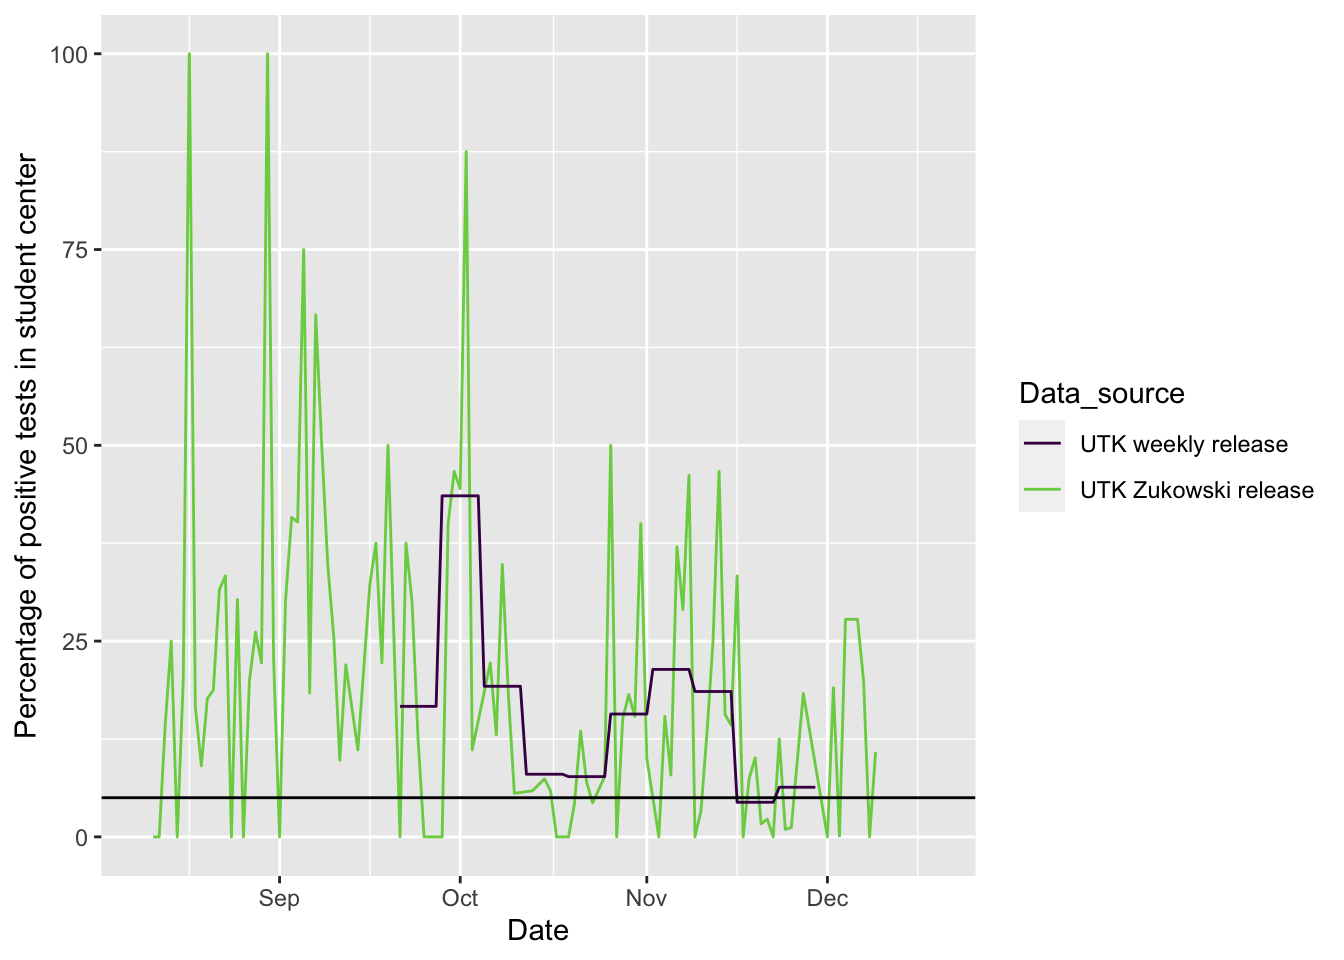 Percentage of positive tests in student center
100
75
50
25
0
Sep
Oct
Nov
Dec
Date
Data_source
UTK weekly release
UTK Zukowski release